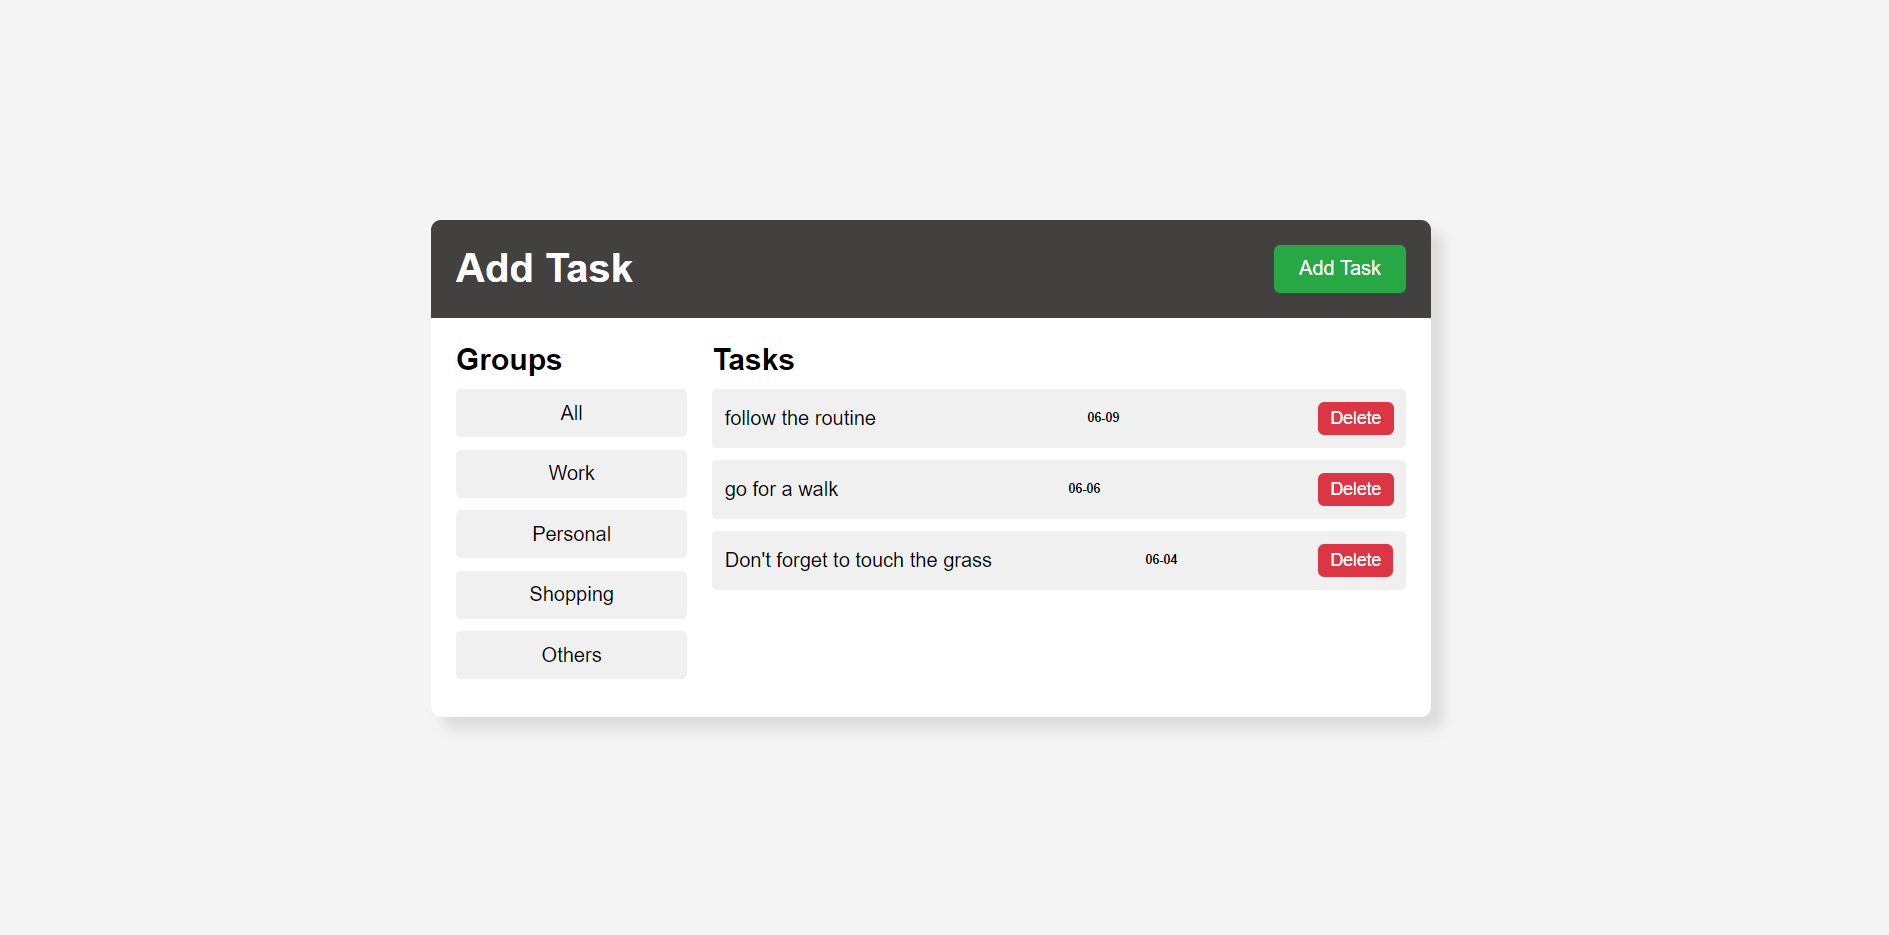 Add Task
Add Task
Groups
All
Work
Personal
Shopping
Others
Tasks
follow the routine 06-09 Delete
go for a walk 06-06 Delete
Don't forget to touch the grass 06-04 Delete